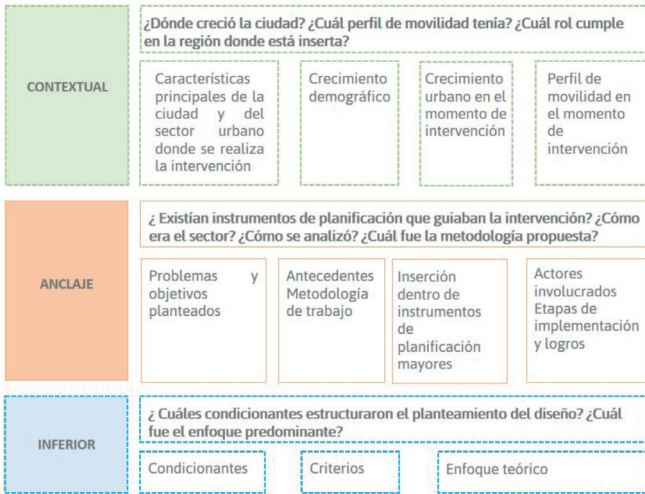 CONTEXTUAL
¿Dónde creció la ciudad? ¿Cuál perfil de movilidad tenía? ¿Cuál rol cumple
en la región donde está inserta?
Características
principales de la
ciudad y del
sector urbano
donde se realiza
la intervención
Crecimiento
demográfico
Crecimiento
urbano en el
momento de
intervención
Perfil de
movilidad en
el momento
de
intervención
ANCLAJE
¿ Existían instrumentos de planificación que guiaban la intervención? ¿Cómo
era el sector? ¿Cómo se analizó? ¿Cuál fue la metodología propuesta?
Problemas y
objetivos
planteados
Antecedentes
Metodología
de trabajo
Inserción
dentro de
instrumentos
de
planificación
mayores
Actores
involucrados
Etapas de
implementación
y logros
INFERIOR
¿ Cuáles condicionantes estructuraron el planteamiento del diseño? ¿Cuál
fue el enfoque predominante?
Condicionantes
Criterios
Enfoque teórico